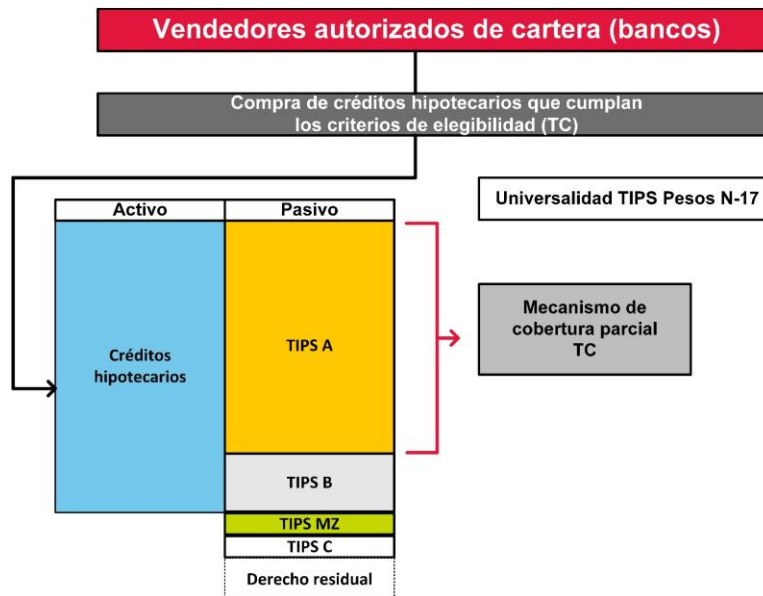 Vendedores autorizados de cartera (bancos)
Compra de créditos hipotecarios que cumplan
los criterios de elegibilidad (TC)
Universalidad TIPS Pesos N-17
Activo
Pasivo
Créditos
hipotecarios
TIPS A
TIPS B
TIPS MZ
TIPS C
Derecho residual
Mecanismo de
cobertura parcial
TC